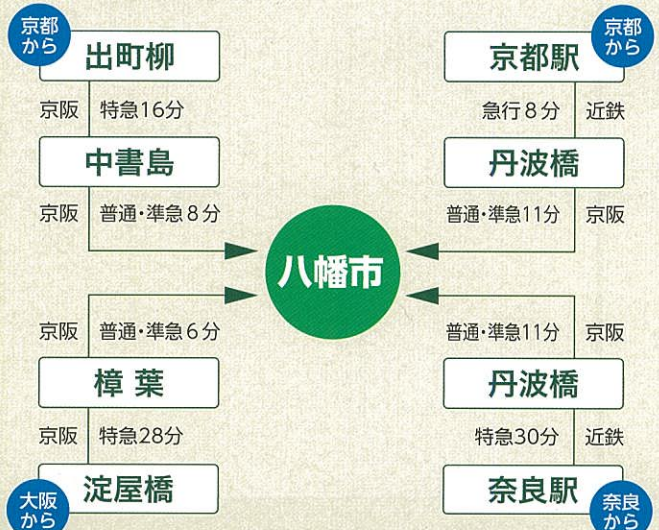 京都
から
出町柳
京阪 特急16分
中書島
京阪 普通・準急8分
京都
から
京都駅
急行8分 近鉄
丹波橋
普通・準急11分 京阪
八幡市
京阪 普通・準急6分
樟葉
京阪 特急28分
淀屋橋
大阪
から
普通・準急11分 京阪
丹波橋
特急30分 近鉄
奈良駅
奈良
から